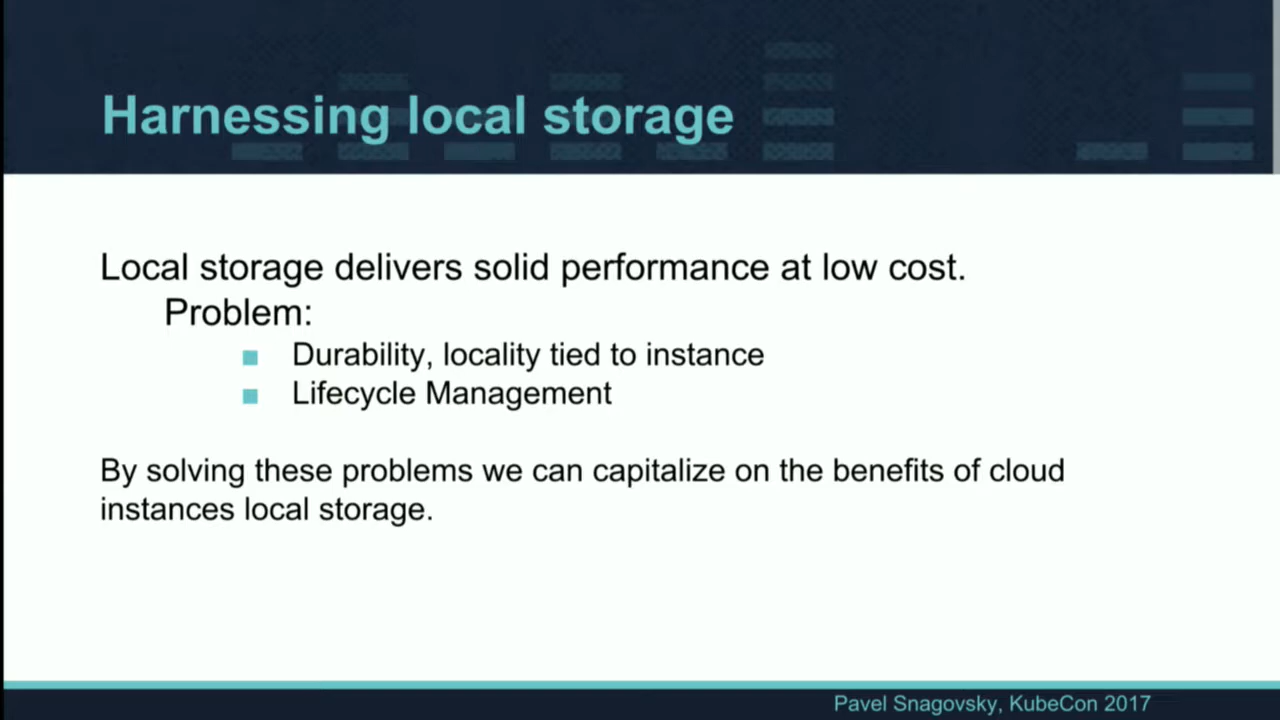 Harnessing local storage
Local storage delivers solid performance at low cost.
Problem:
Durability, locality tied to instance
Lifecycle Management
By solving these problems we can capitalize on the benefits of cloud
instances local storage.
Pavel Snagovsky, KubeCon 2017